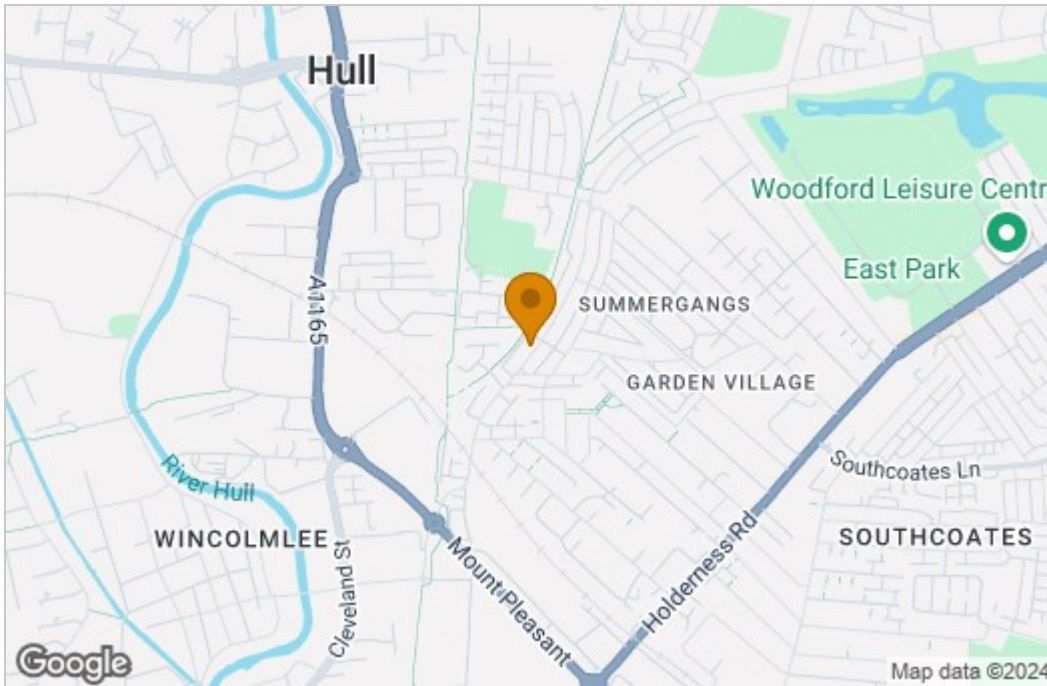 Hull
Woodford Leisure Centr
East Park
A1165
SUMMERGANGS
GARDEN VILLAGE
River Hull
Southcoates Ln
WINCOLMLEE
Cleveland St
Mount Pleasant
Holderness Rd
SOUTHCOATES
Google
Map data ©2024